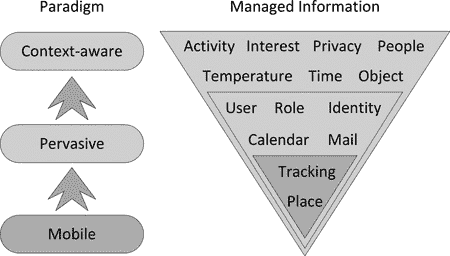 Paradigm
Managed Information
Context-aware
Activity Interest Privacy People
Temperature Time Object
User Role Identity
Pervasive
Calendar Mail
Tracking
Place
Mobile